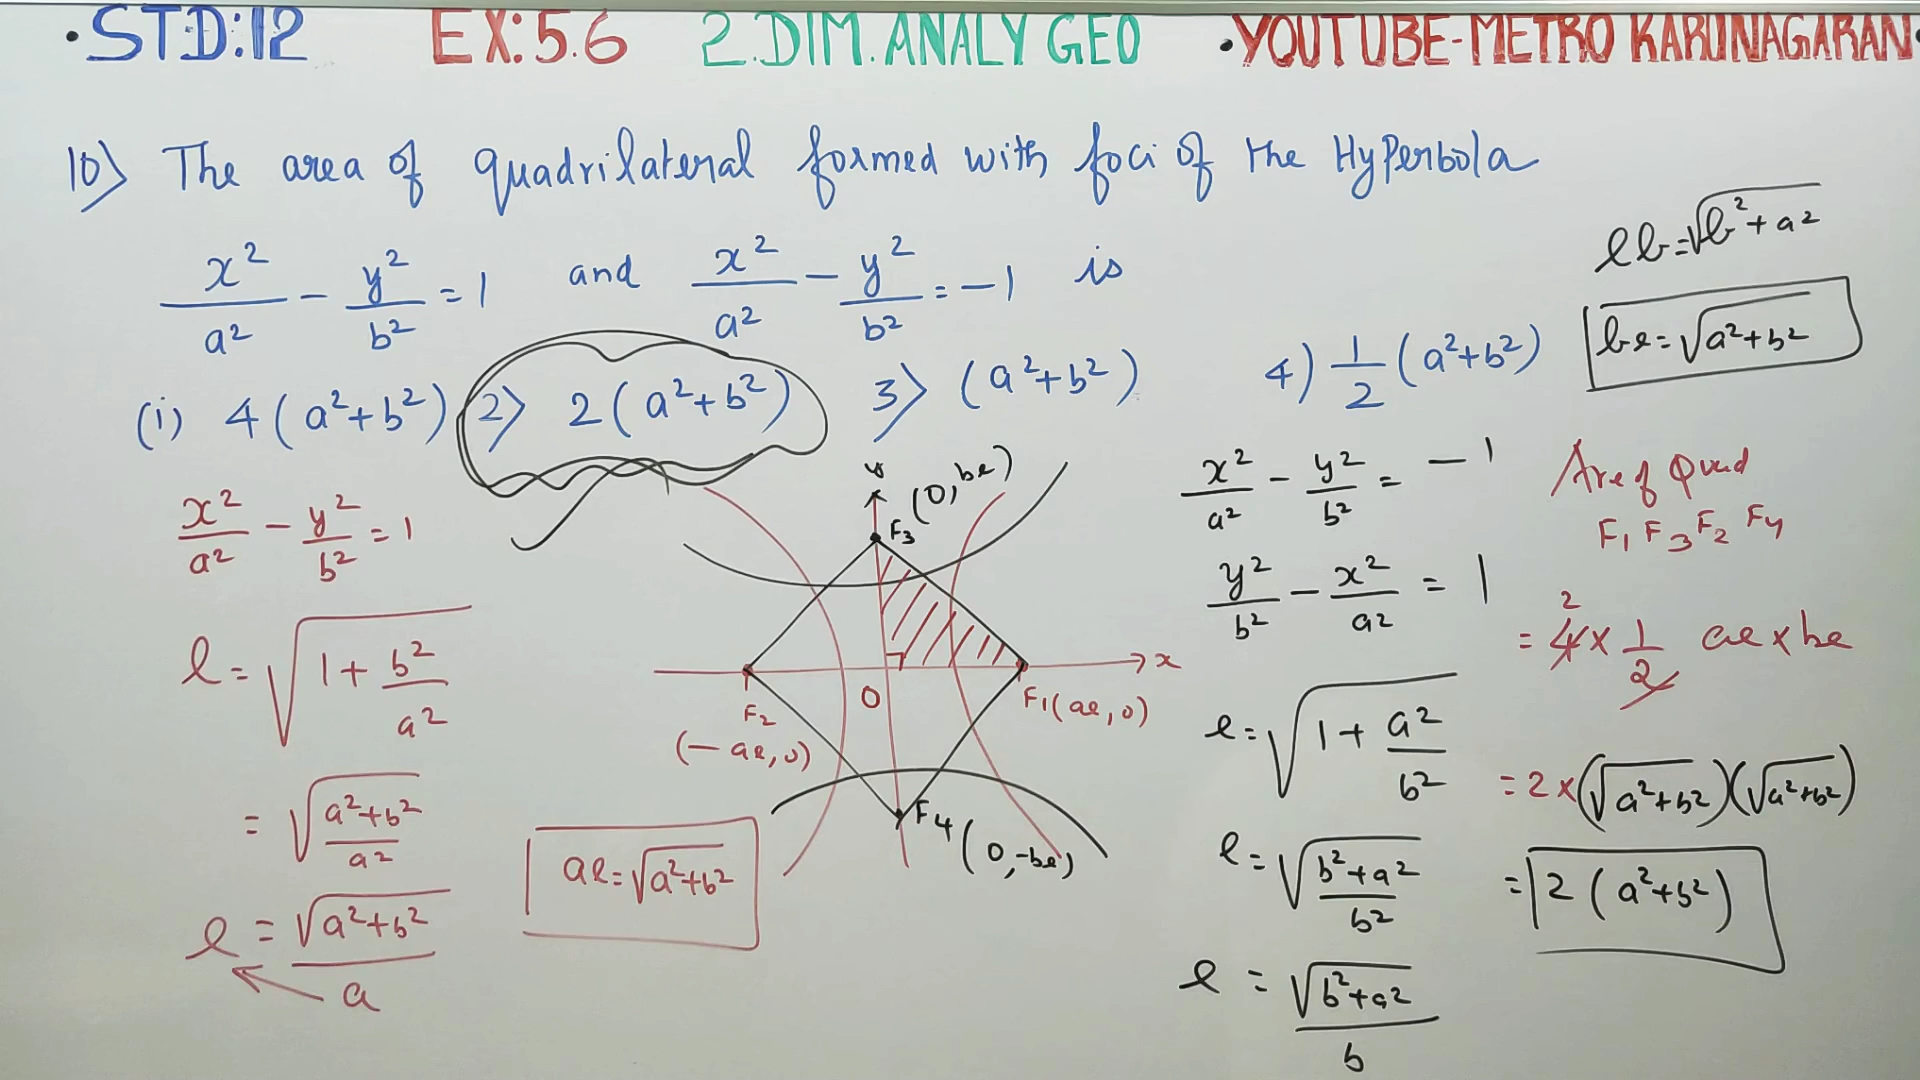 •STD:12 EX:5.6 2.DIM.ANALY GEO •YOUTUBE-METRO KARUNAGARAN•
10) The area of quadrilateral formed with foci of the Hyperbola
x²/a² - y²/b² = 1 and x²/a² - y²/b² = -1 is
(i) 4(a²+b²) 2) 2(a²+b²) 3) (a²+b²) 4) 1/2 (a²+b²)
eb=√b²+a²
be=√a²+b²
x²/a² - y²/b² = 1
e = √1+b²/a²
= √a²+b²/a²
e = √a²+b²/a
ae=√a²+b²
(0,be)
F3
x
O
F1(ae,0)
F2
(-ae,0)
F4(0,-be)
x²/a² - y²/b² = -1
y²/b² - x²/a² = 1
e=√1+a²/b²
e=√b²+a²/b²
e = √b²+a²/b
Are of Quad
F1 F3 F2 F4
= 4 2 × 1/2 ae×be
= 2×(√a²+b²)(√a²+b²)
= 2(a²+b²)